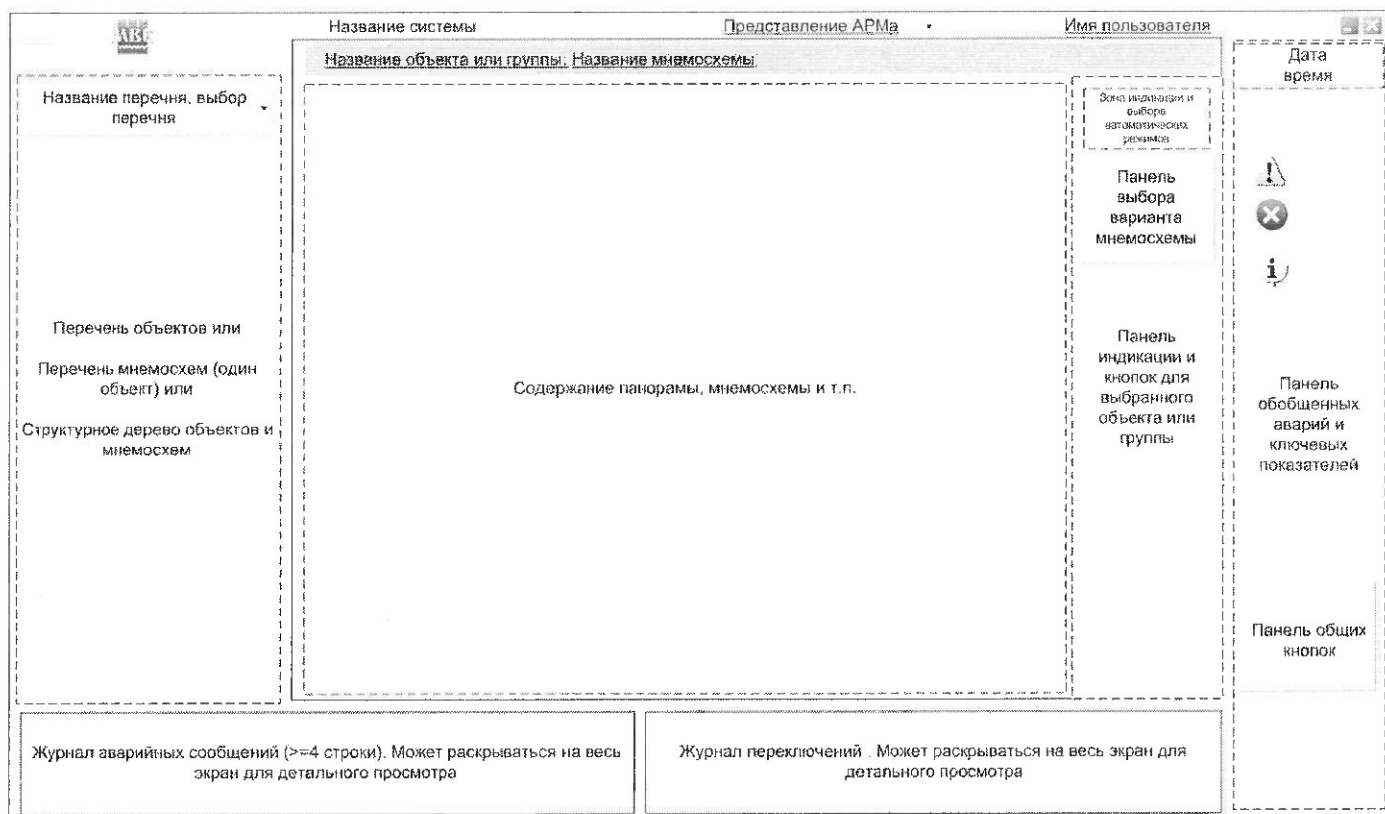 АВГ
Название системы
Представление АРМа
Имя пользователя
Название объекта или группы; Название мнемосхемы;
Дата
время
Название перечня, выбор
перечня
Зона индикации и
выбора
автоматических
режимов
Панель
выбора
варианта
мнемосхемы
Перечень объектов или
Перечень мнемосхем (один
объект) или
Структурное дерево объектов и
мнемосхем
Содержание панорамы, мнемосхемы и т.п.
Панель
индикации и
кнопок для
выбранного
объекта или
группы
!
i
Панель
обобщенных
аварий и
ключевых
показателей
Панель общих
кнопок
Журнал аварийных сообщений (>=4 строки). Может раскрываться на весь
экран для детального просмотра
Журнал переключений . Может раскрываться на весь экран для
детального просмотра